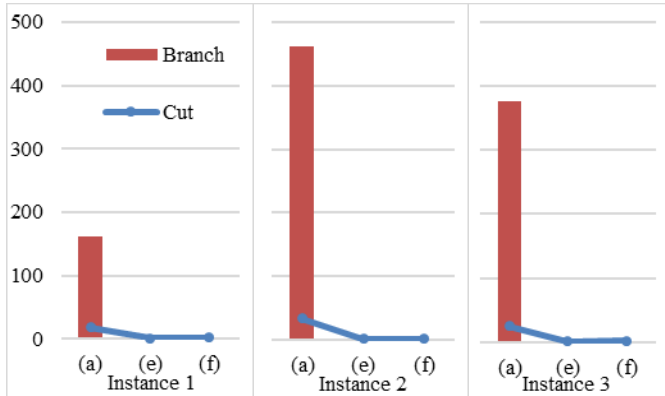 500
400
300
200
100
0
Branch
Cut
(a) (e) (f)
Instance 1
(a) (e) (f)
Instance 2
(a) (e) (f)
Instance 3